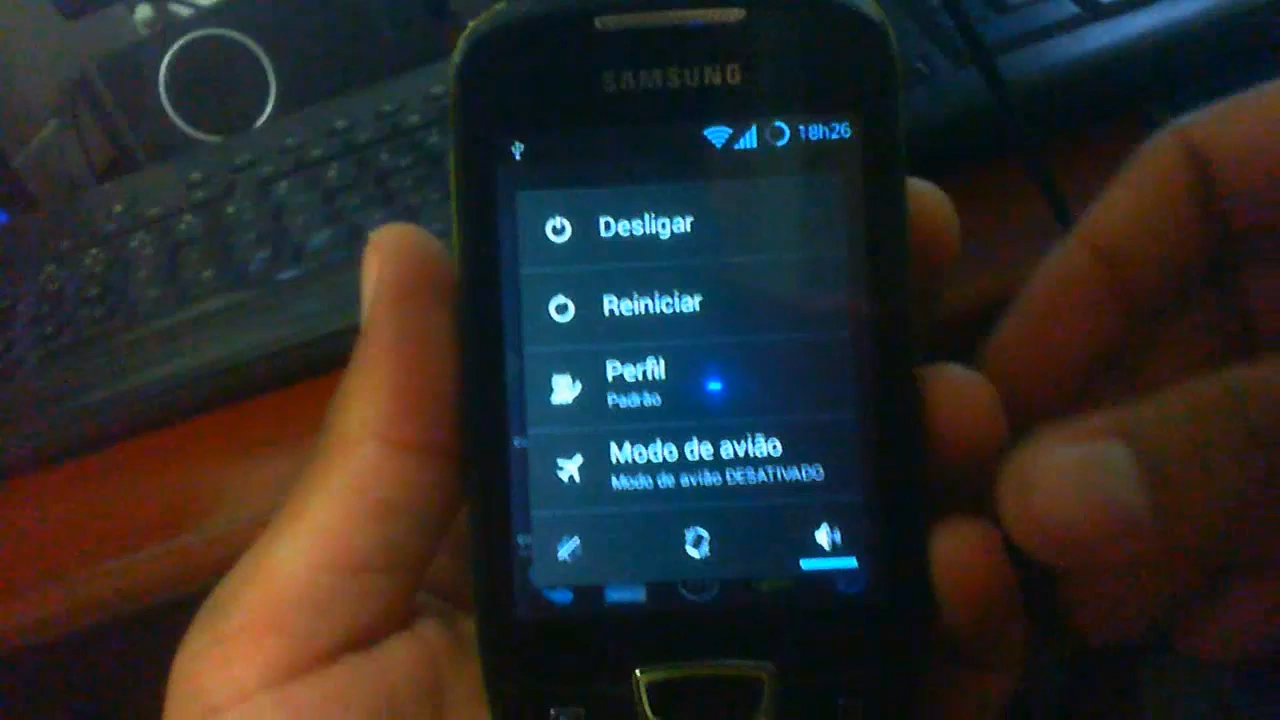 SAMSUNG
18h26
Desligar
Reiniciar
Perfil
Padrão
Modo de avião
Modo de avião DESATIVADO